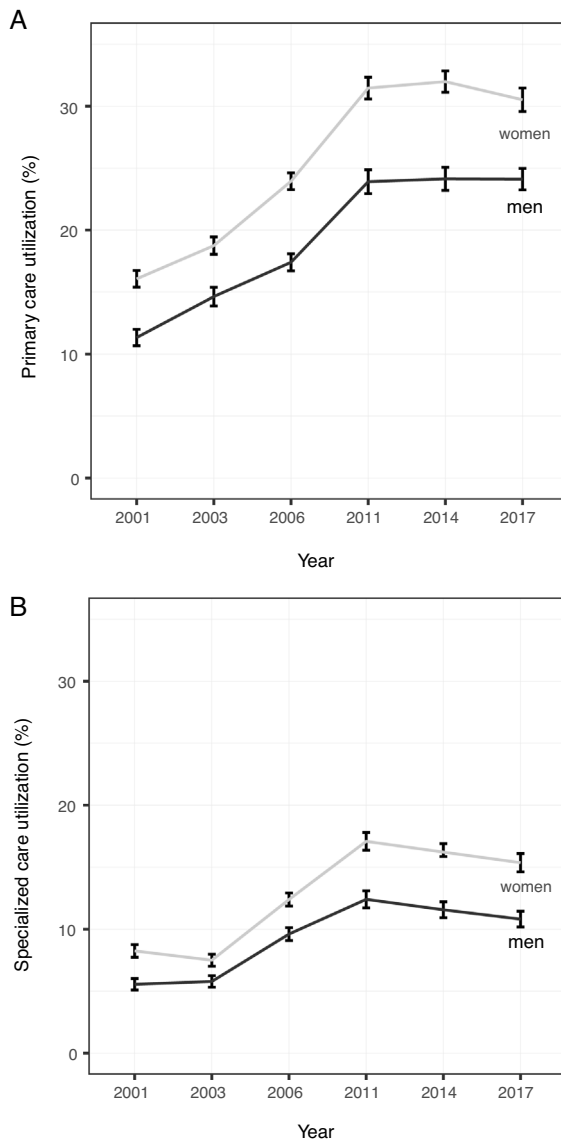 A
Primary care utilization (%)
30
20
10
0
women
men
2001 2003 2006 2011 2014 2017
Year
B
Specialized care utilization (%)
30
20
10
0
women
men
2001 2003 2006 2011 2014 2017
Year